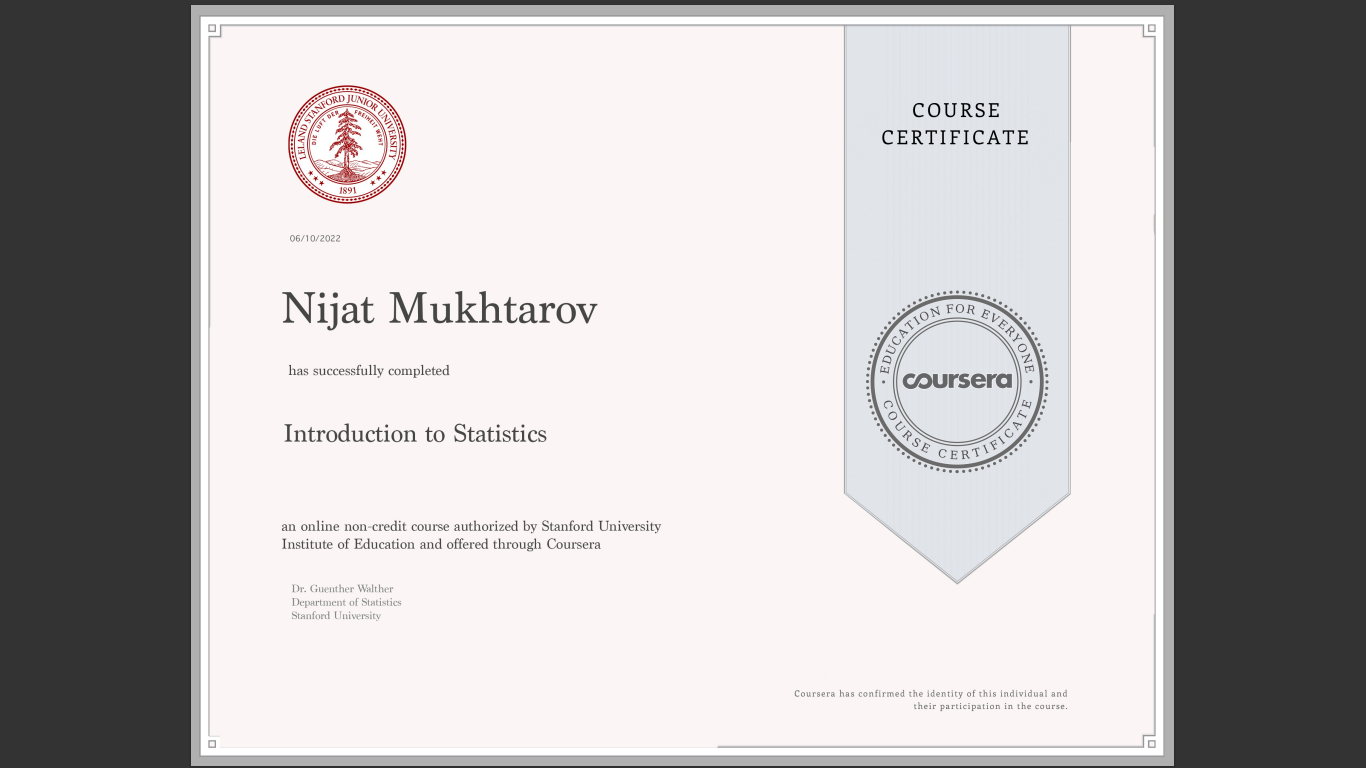 LELAND STANFORD JUNIOR UNIVERSITY
DIE LUFT DER FREIHEIT WEHT
1891
06/10/2022
Nijat Mukhtarov
has successfully completed
Introduction to Statistics
an online non-credit course authorized by Stanford University
Institute of Education and offered through Coursera
Dr. Guenther Walther
Department of Statistics
Stanford University
COURSE
CERTIFICATE
EDUCATION FOR EVERYONE
coursera
COURSE CERTIFICATE
Coursera has confirmed the identity of this individual and
their participation in the course.